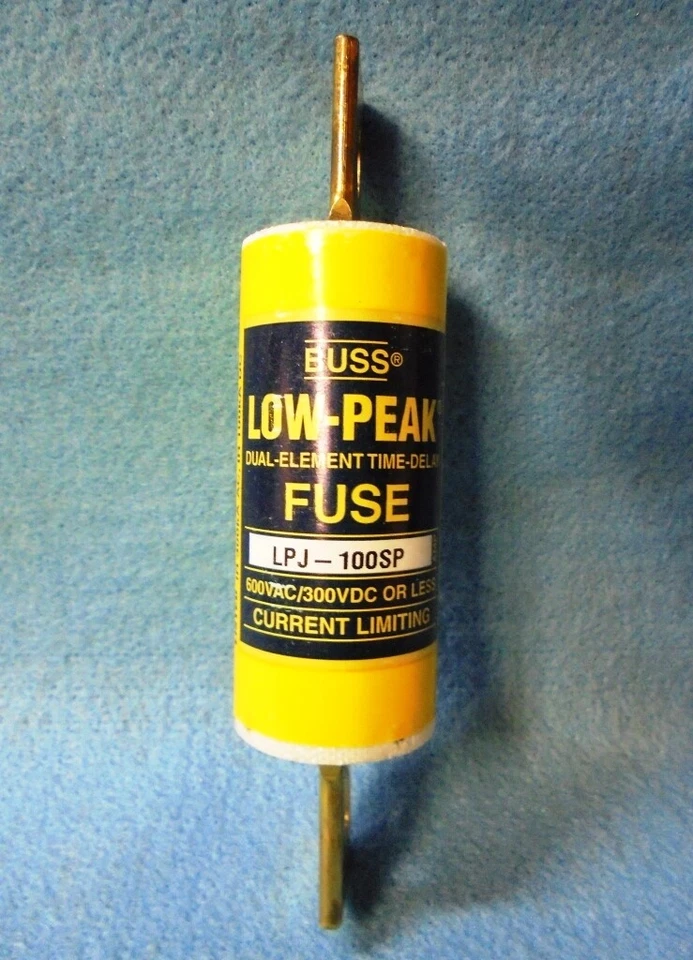 BUSS®
LOW-PEAK
DUAL-ELEMENT TIME-DELAY
FUSE
LPJ – 100SP
600VAC/300VDC OR LESS
CURRENT LIMITING